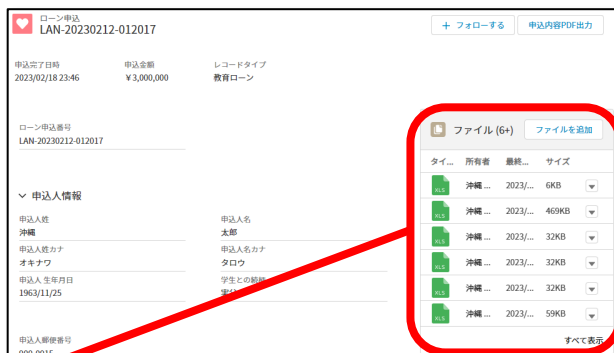 ローン申込
LAN-20230212-012017
+ フォローする
申込内容PDF出力
申込完了日時 申込金額 レコードタイプ
2023/02/18 23:46 ¥3,000,000 教育ローン
ローン申込番号
LAN-20230212-012017
申込人情報
申込人姓 申込人名
沖縄 太郎
申込人姓カナ 申込人名カナ
オキナワ タロウ
申込人 生年月日 学生との続柄
1963/11/25
申込人郵便番号
ファイル (6+) ファイルを追加
タイ... 所有者 最終... サイズ
XLS 沖縄 ... 2023/... 6KB
XLS 沖縄 ... 2023/... 469KB
XLS 沖縄 ... 2023/... 32KB
XLS 沖縄 ... 2023/... 32KB
XLS 沖縄 ... 2023/... 32KB
XLS 沖縄 ... 2023/... 59KB
すべて表示